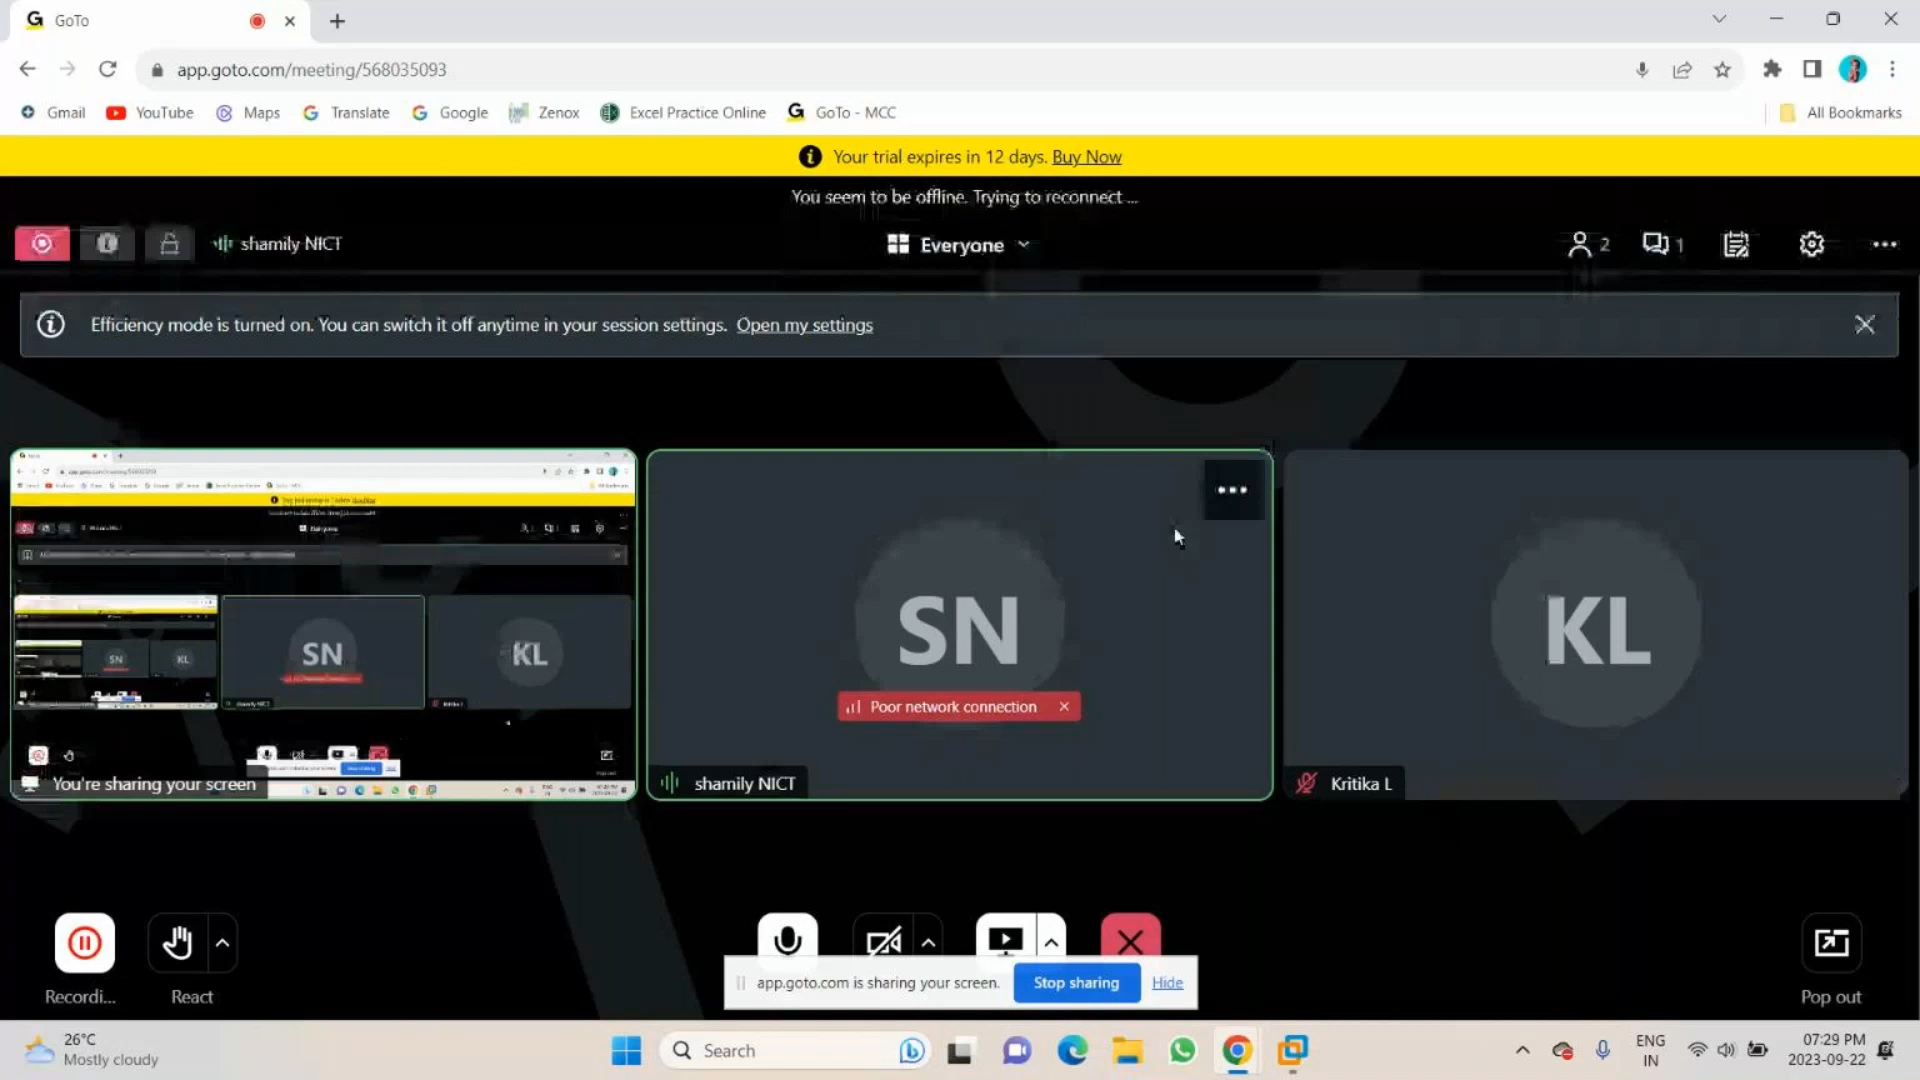 GoTo
app.goto.com/meeting/568035093
Gmail YouTube Maps Translate Google Zenox Excel Practice Online GoTo - MCC All Bookmarks
Your trial expires in 12 days. Buy Now
You seem to be offline. Trying to reconnect ...
shamily NICT Everyone 2 1
Efficiency mode is turned on. You can switch it off anytime in your session settings. Open my settings
SN KL
SN KL
SN KL
Poor network connection
You're sharing your screen shamily NICT Kritika L
app.goto.com is sharing your screen. Stop sharing Hide
Recordi... React Pop out
26°C
Mostly cloudy
Search
ENG
IN
07:29 PM
2023-09-22